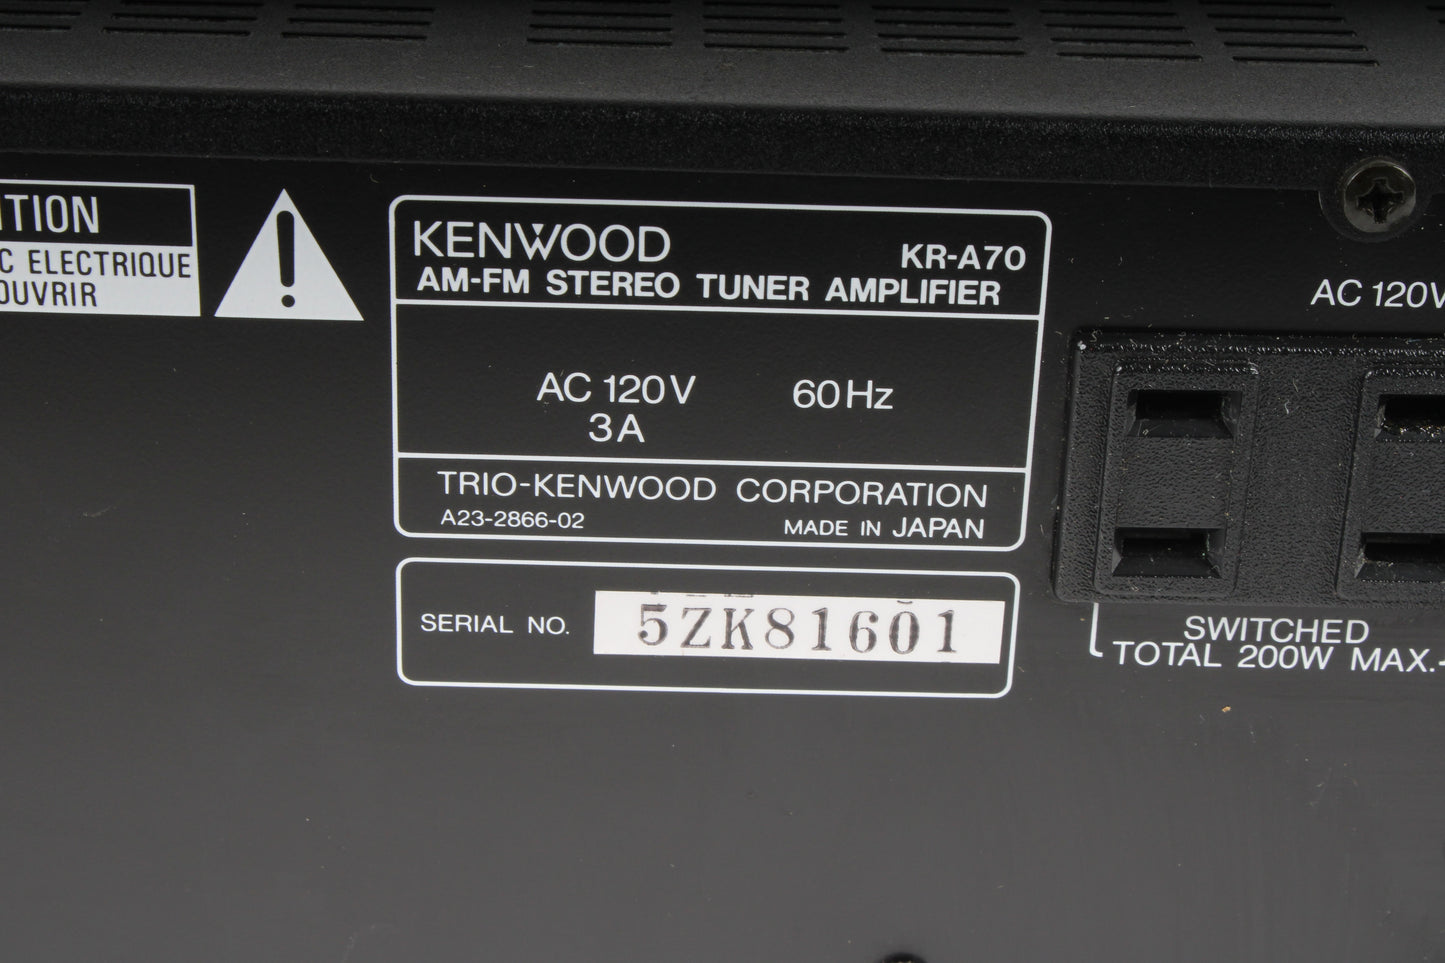 TION
C ELECTRIQUE
OUVRIR
KENWOOD KR-A70
AM-FM STEREO TUNER AMPLIFIER
AC 120V 60Hz
3A
TRIO-KENWOOD CORPORATION
A23-2866-02 MADE IN JAPAN
SERIAL NO. 5ZK81601
AC 120V
SWITCHED
TOTAL 200W MAX.